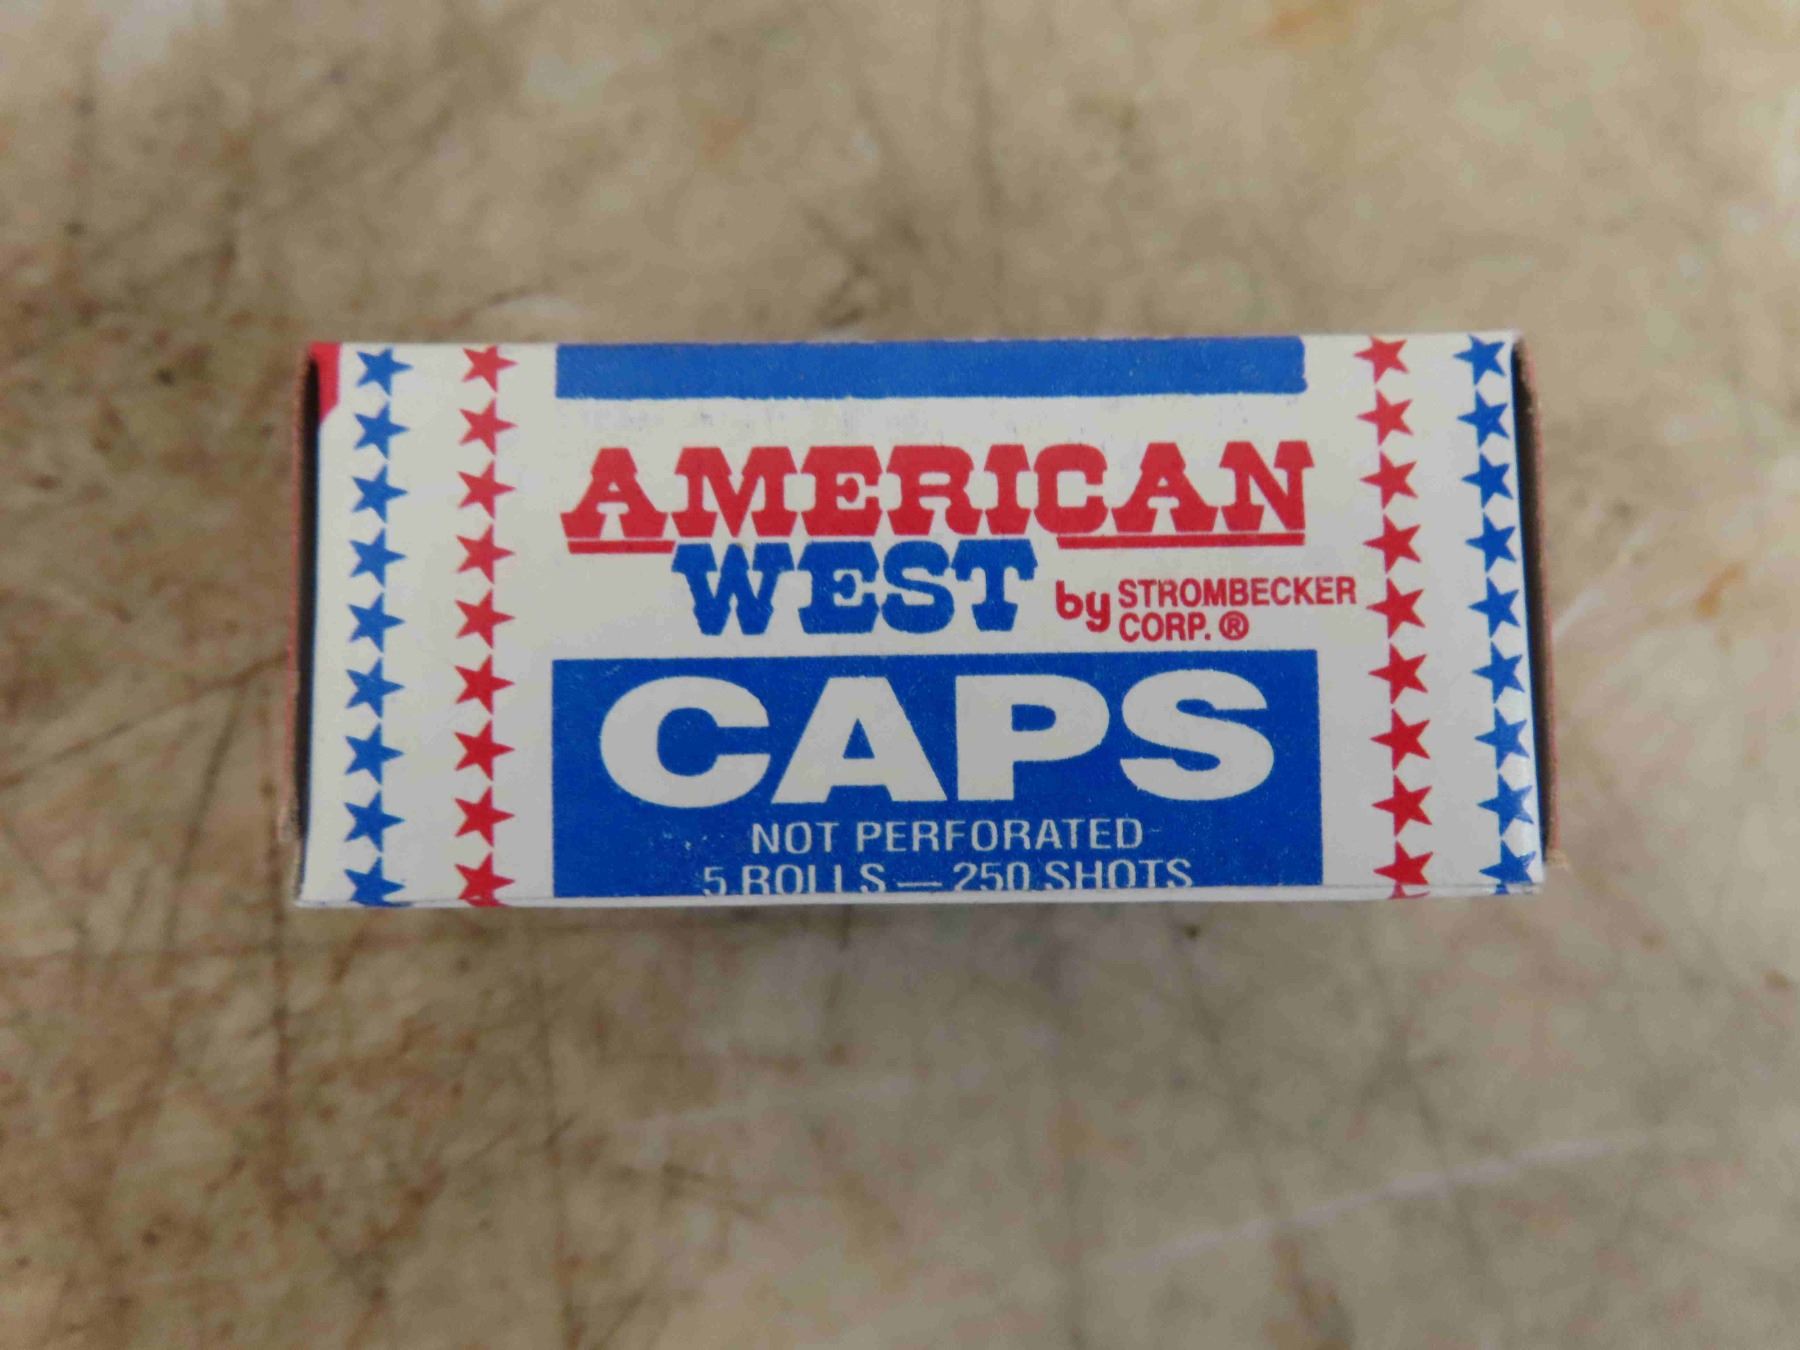 AMERICAN
WEST by STROMBECKER
CORP. ®
CAPS
NOT PERFORATED
5 ROLLS — 250 SHOTS